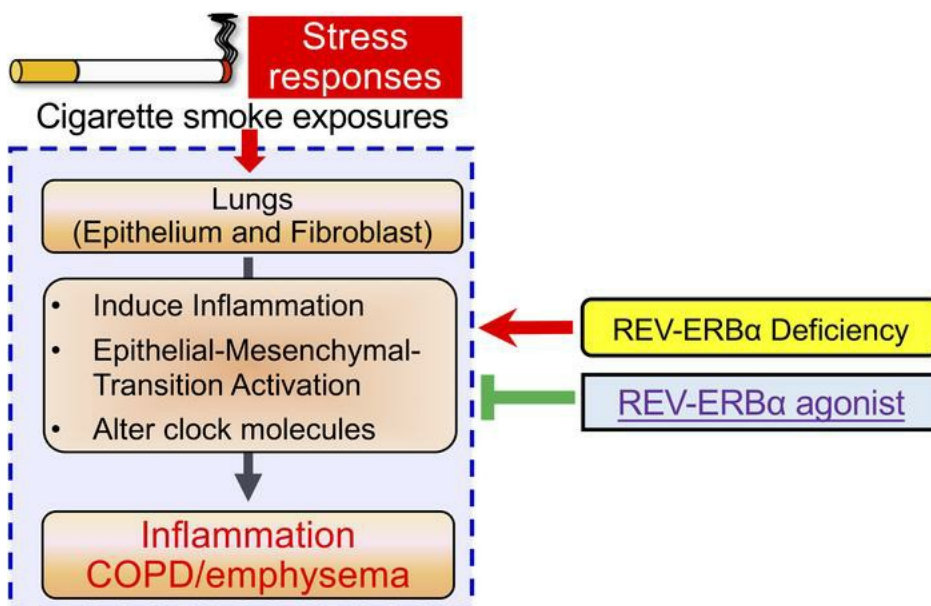 Stress
responses
Cigarette smoke exposures
Lungs
(Epithelium and Fibroblast)
• Induce Inflammation
• Epithelial-Mesenchymal-
Transition Activation
• Alter clock molecules
REV-ERBα Deficiency
REV-ERBα agonist
Inflammation
COPD/emphysema